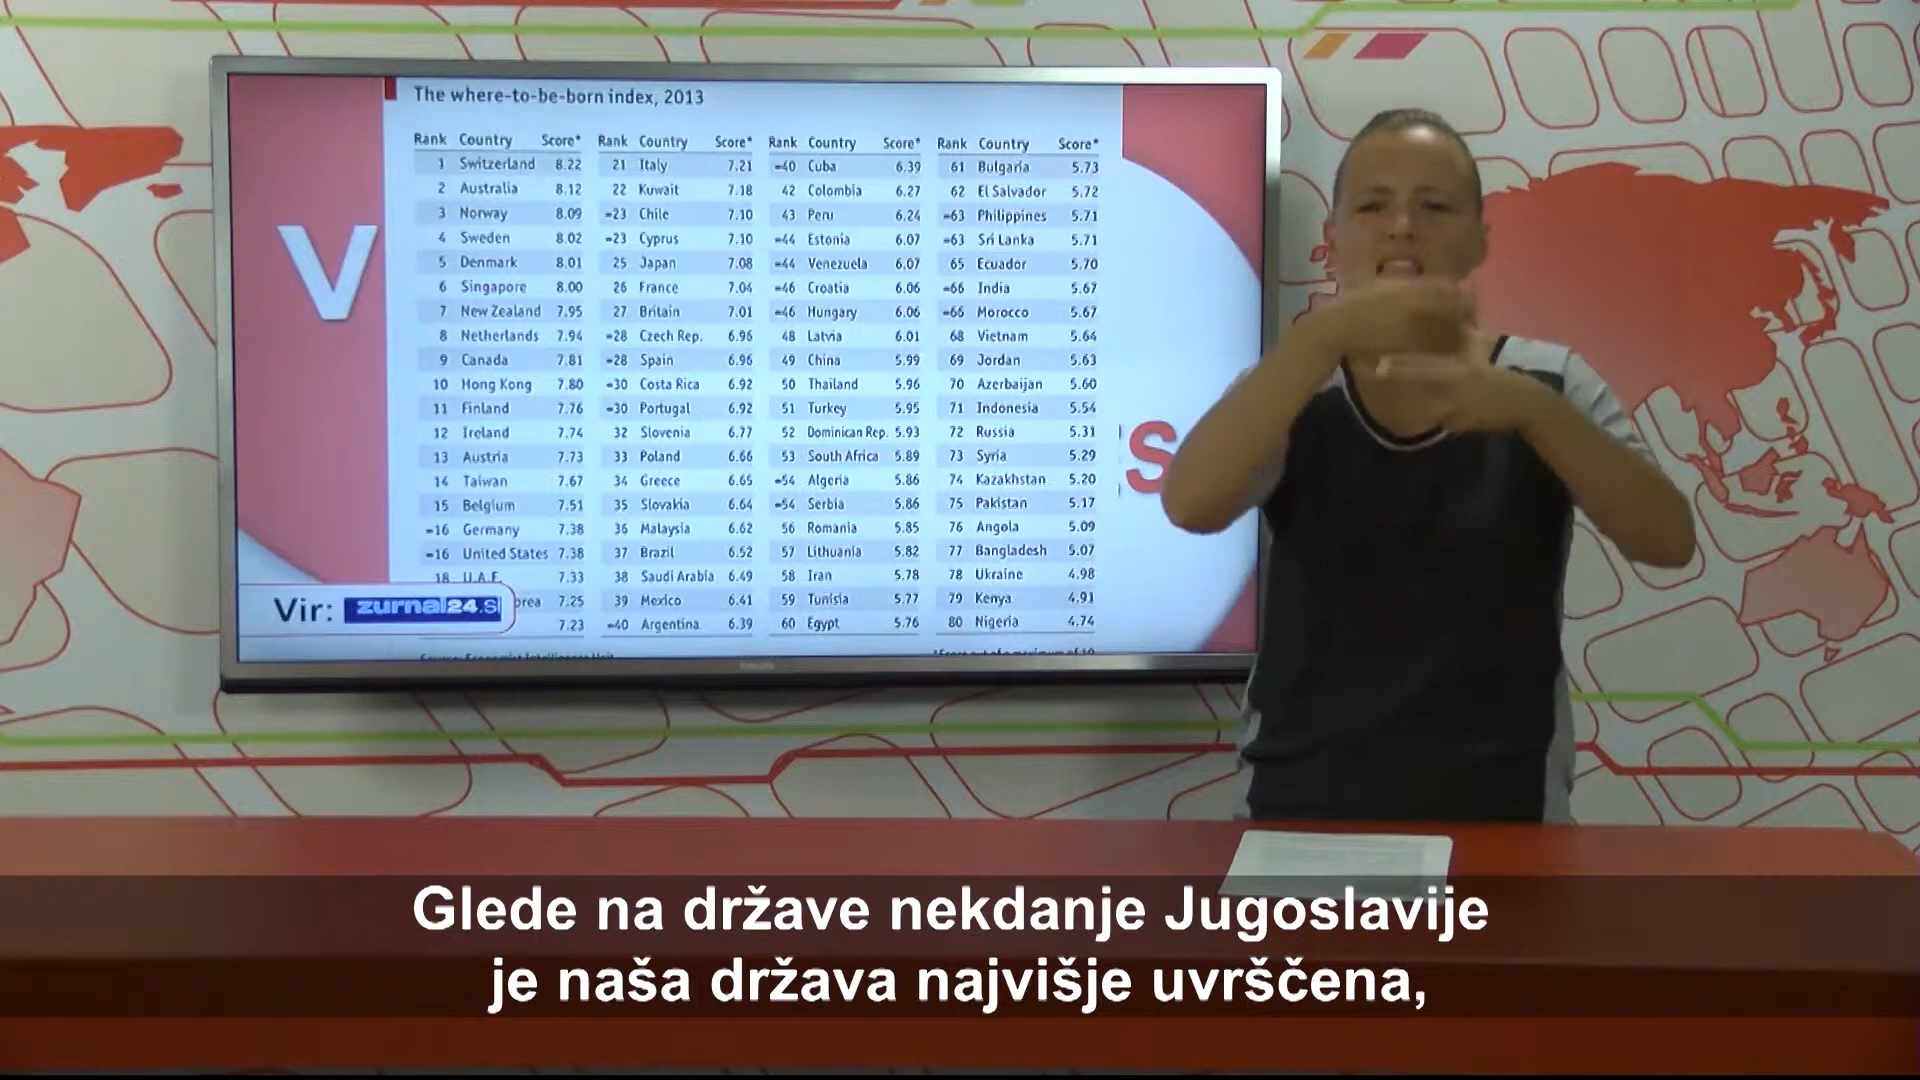 The where-to-be-born index, 2013
Rank Country Score* Rank Country Score* Rank Country Score* Rank Country Score*
1 Switzerland 8.22 21 Italy 7.21 =40 Cuba 6.39 61 Bulgaria 5.73
2 Australia 8.12 22 Kuwait 7.18 42 Colombia 6.27 62 El Salvador 5.72
3 Norway 8.09 =23 Chile 7.10 43 Peru 6.24 =63 Philippines 5.71
4 Sweden 8.02 =23 Cyprus 7.10 =44 Estonia 6.07 =63 Sri Lanka 5.71
5 Denmark 8.01 25 Japan 7.08 =44 Venezuela 6.07 65 Ecuador 5.70
6 Singapore 8.00 26 France 7.04 =46 Croatia 6.06 =66 India 5.67
7 New Zealand 7.95 27 Britain 7.01 =46 Hungary 6.06 =66 Morocco 5.67
8 Netherlands 7.94 =28 Czech Rep. 6.96 48 Latvia 6.01 68 Vietnam 5.64
9 Canada 7.81 =28 Spain 6.96 49 China 5.99 69 Jordan 5.63
10 Hong Kong 7.80 =30 Costa Rica 6.92 50 Thailand 5.96 70 Azerbaijan 5.60
11 Finland 7.76 =30 Portugal 6.92 51 Turkey 5.95 71 Indonesia 5.54
12 Ireland 7.74 32 Slovenia 6.77 52 Dominican Rep. 5.93 72 Russia 5.31
13 Austria 7.73 33 Poland 6.66 53 South Africa 5.89 73 Syria 5.29
14 Taiwan 7.67 34 Greece 6.65 =54 Algeria 5.86 74 Kazakhstan 5.20
15 Belgium 7.51 35 Slovakia 6.64 =54 Serbia 5.86 75 Pakistan 5.17
=16 Germany 7.38 36 Malaysia 6.62 56 Romania 5.85 76 Angola 5.09
=16 United States 7.38 37 Brazil 6.52 57 Lithuania 5.82 77 Bangladesh 5.07
18 U.A.E. 7.33 38 Saudi Arabia 6.49 58 Iran 5.78 78 Ukraine 4.98
orea 7.25 39 Mexico 6.41 59 Tunisia 5.77 79 Kenya 4.91
7.23 =40 Argentina 6.39 60 Egypt 5.76 80 Nigeria 4.74
V
S
Vir: zurnal24.si
Glede na države nekdanje Jugoslavije
je naša država najvišje uvrščena,